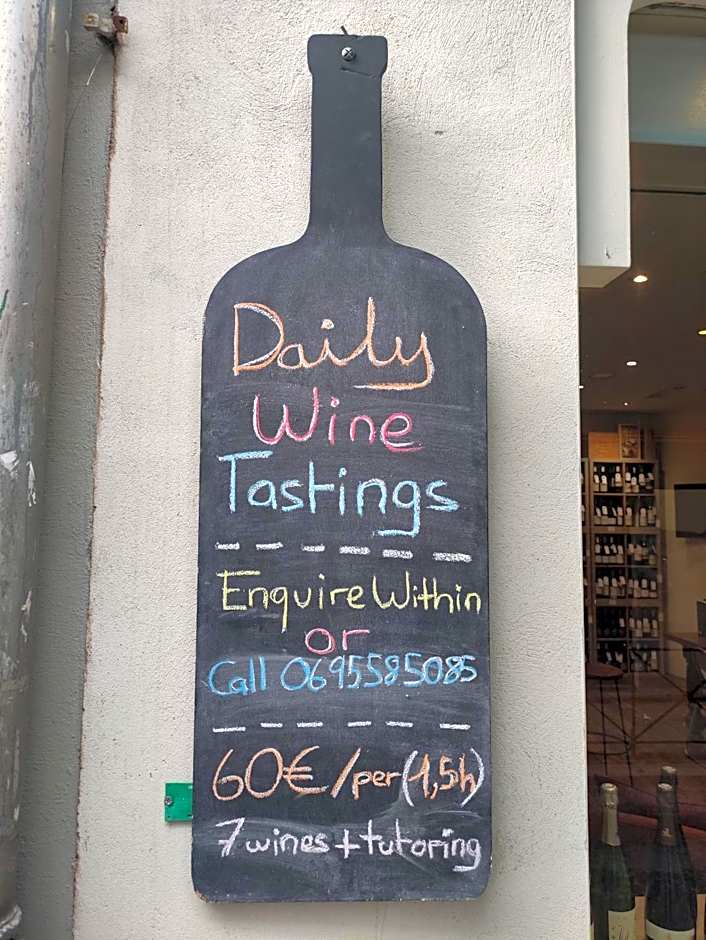 Daily
Wine
Tastings
Enquire Within
or
Call 0695585085
60€/per(1,5h)
7 wines + tutoring